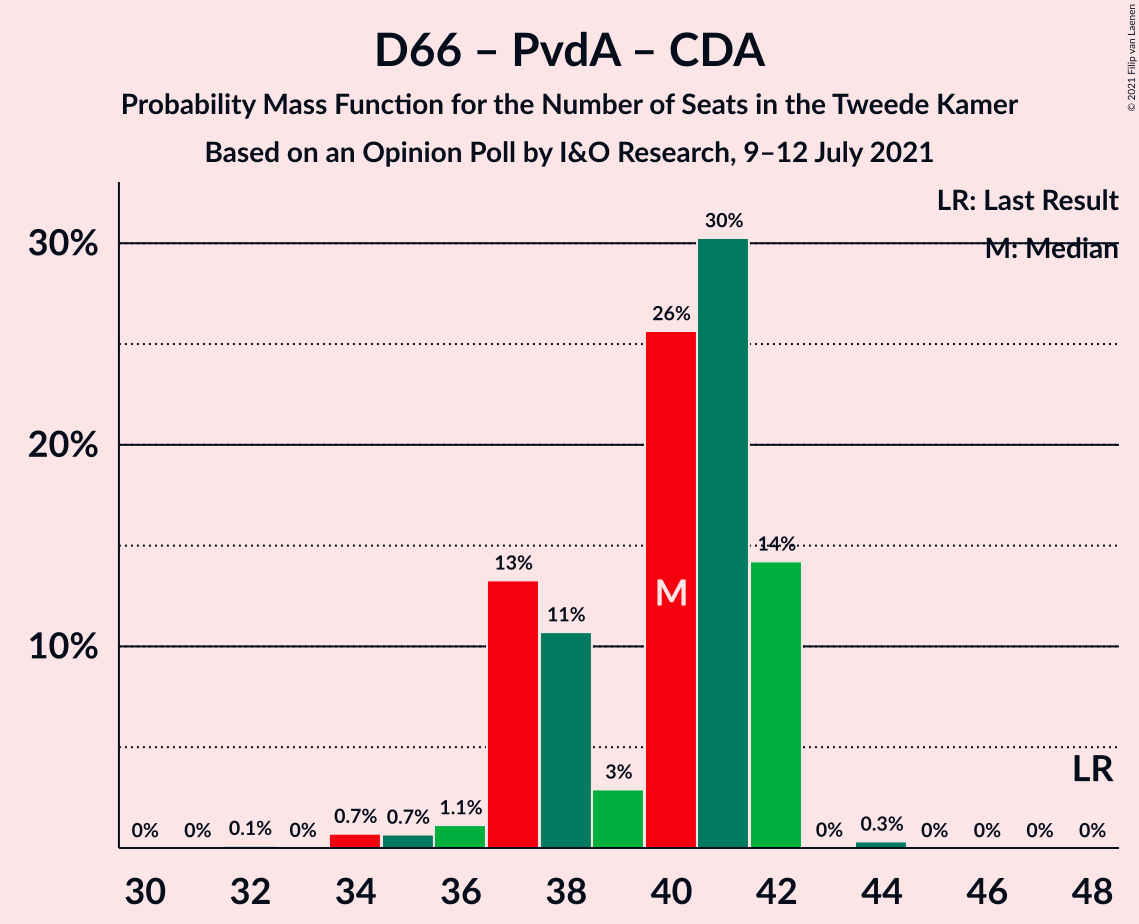 D66 – PvdA – CDA
Probability Mass Function for the Number of Seats in the Tweede Kamer
Based on an Opinion Poll by I&O Research, 9–12 July 2021
© 2021 Filip van Laenen
LR: Last Result
M: Median
30%
20%
10%
0%
0%
0.1%
0%
0.7%
0.7%
1.1%
13%
11%
3%
26%
30%
14%
0%
0.3%
0%
0%
0%
0%
M
LR
30 32 34 36 38 40 42 44 46 48